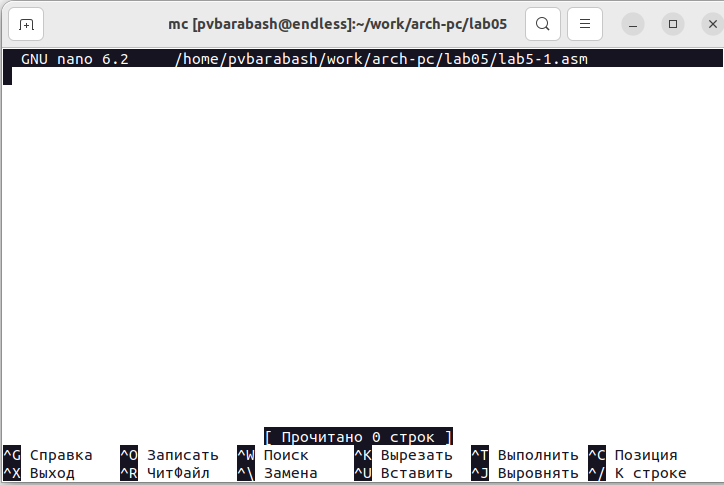 mc [pvbarabash@endless]:~/work/arch-pc/lab05
GNU nano 6.2 /home/pvbarabash/work/arch-pc/lab05/lab5-1.asm
[ Прочитано 0 строк ]
^G Справка ^O Записать ^W Поиск ^K Вырезать ^T Выполнить ^C Позиция
^X Выход ^R ЧитФайл ^\ Замена ^U Вставить ^J Выровнять ^/ К строке